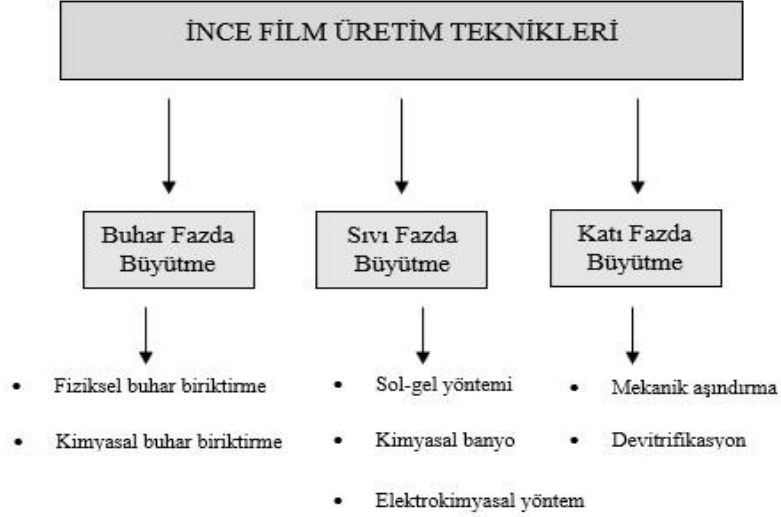 İNCE FİLM ÜRETİM TEKNİKLERİ
Buhar Fazda
Büyütme
Sıvı Fazda
Büyütme
Katı Fazda
Büyütme
• Fiziksel buhar biriktirme
• Kimyasal buhar biriktirme
• Sol-gel yöntemi
• Kimyasal banyo
• Elektrokimyasal yöntem
• Mekanik aşındırma
• Devitrifikasyon